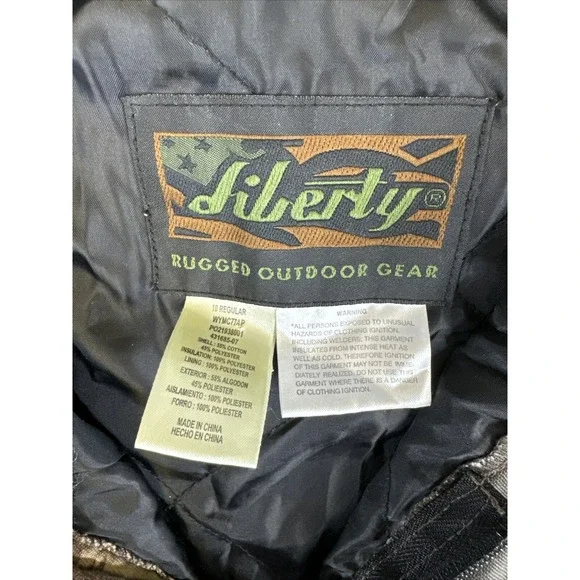 Liberty®
RUGGED OUTDOOR GEAR
10 REGULAR
WYMC77AP
PO21938001
431685-07
SHELL: 55% COTTON
45% POLYESTER
INSULATION: 100% POLYESTER
LINING: 100% POLYESTER
EXTERIOR: 55% ALGODON
45% POLIESTER
AISLAMIENTO: 100% POLIESTER
FORRO: 100% POLIESTER
MADE IN CHINA
HECHO EN CHINA
WARNING
*ALL PERSONS EXPOSED TO UNUSUAL
HAZARDS OF CLOTHING IGNITION,
INCLUDING WELDERS: THIS GARMENT
INSULATES FROM INTENSE HEAT AS
WELL AS COLD. THEREFORE IGNITION
OF THIS GARMENT MAY NOT BE IMME-
DIATELY REALIZED. DO NOT USE THIS
GARMENT WHERE THERE IS A DANGER
OF CLOTHING IGNITION.